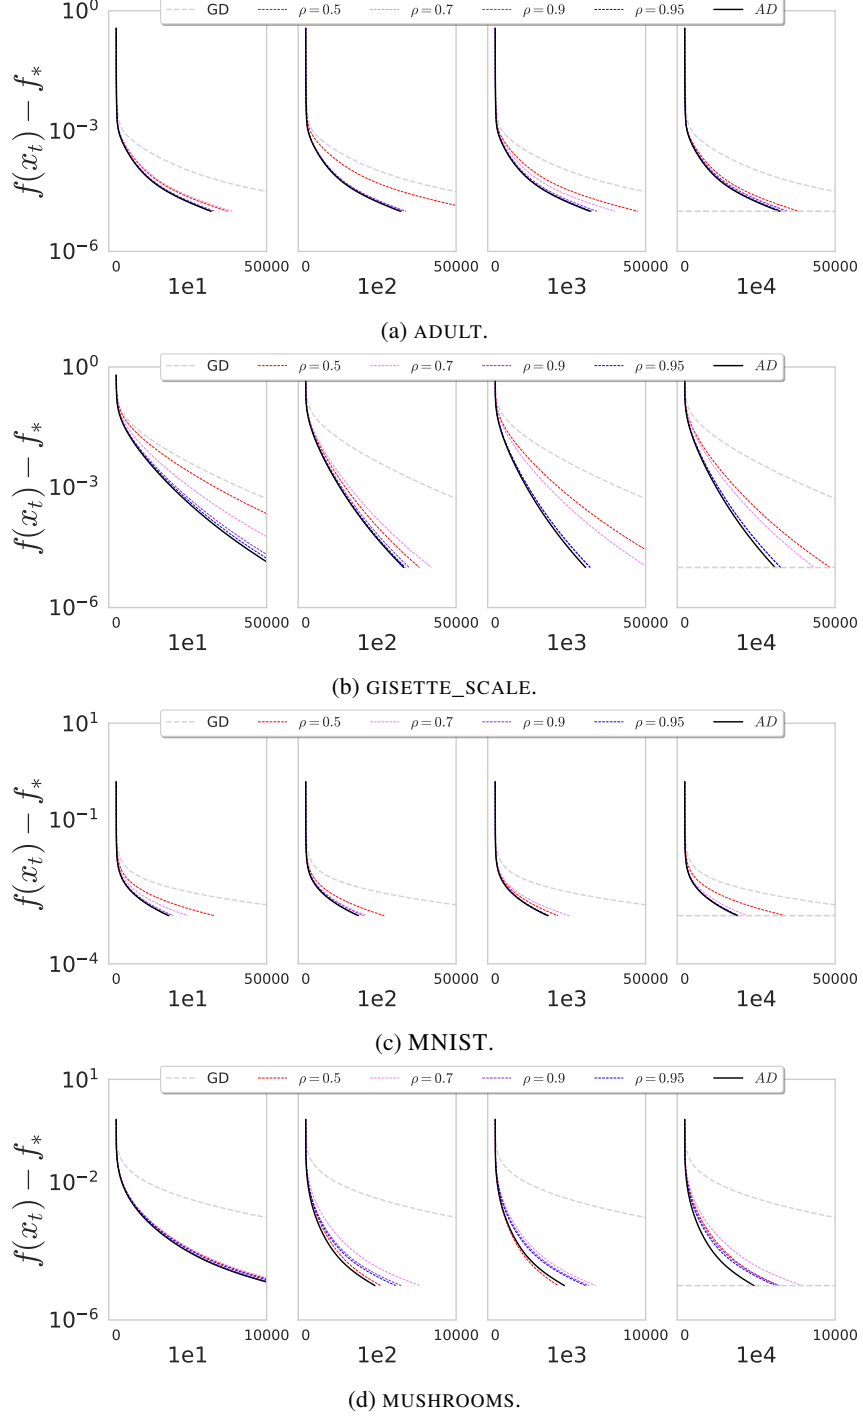 GD ρ = 0.5 ρ = 0.7 ρ = 0.9 ρ = 0.95 AD
f(x_t) − f_*
10^0
10^−3
10^−6
0 50000 0 50000 0 50000 0 50000
1e1 1e2 1e3 1e4
(a) ADULT.
GD ρ = 0.5 ρ = 0.7 ρ = 0.9 ρ = 0.95 AD
f(x_t) − f_*
10^0
10^−3
10^−6
0 50000 0 50000 0 50000 0 50000
1e1 1e2 1e3 1e4
(b) GISETTE_SCALE.
GD ρ = 0.5 ρ = 0.7 ρ = 0.9 ρ = 0.95 AD
f(x_t) − f_*
10^1
10^−1
10^−4
0 50000 0 50000 0 50000 0 50000
1e1 1e2 1e3 1e4
(c) MNIST.
GD ρ = 0.5 ρ = 0.7 ρ = 0.9 ρ = 0.95 AD
f(x_t) − f_*
10^1
10^−2
10^−6
0 10000 0 10000 0 10000 0 10000
1e1 1e2 1e3 1e4
(d) MUSHROOMS.